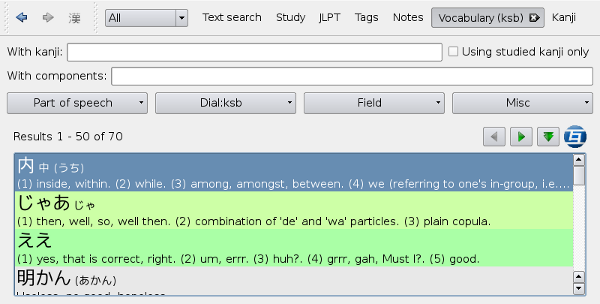 漢 All Text search Study JLPT Tags Notes Vocabulary (ksb) Kanji
With kanji: Using studied kanji only
With components:
Part of speech Dial:ksb Field Misc
Results 1 - 50 of 70 互
内 中 (うち)
(1) inside, within. (2) while. (3) among, amongst, between. (4) we (referring to one's in-group, i.e....
じゃあ じゃ
(1) then, well, so, well then. (2) combination of 'de' and 'wa' particles. (3) plain copula.
ええ
(1) yes, that is correct, right. (2) um, errr. (3) huh?. (4) grrr, gah, Must I?. (5) good.
明かん (あかん)
Useless, no good, hopeless